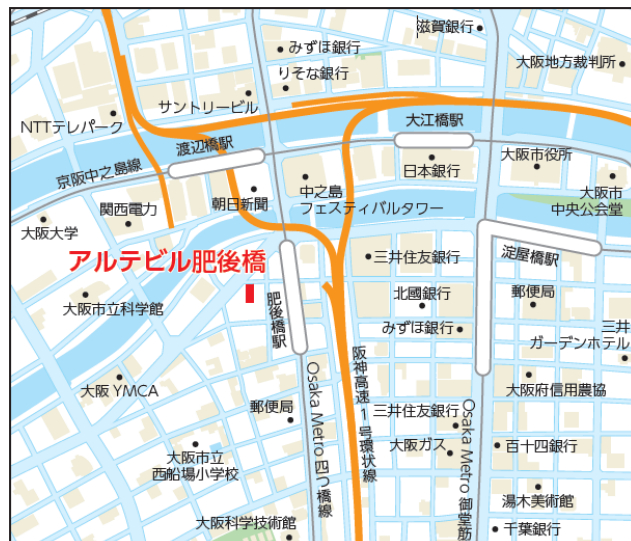 滋賀銀行
みずほ銀行
大阪地方裁判所
りそな銀行
サントリービル
NTTテレパーク
大江橋駅
渡辺橋駅
京阪中之島線
日本銀行
大阪市役所
中之島
フェスティバルタワー
朝日新聞
関西電力
大阪大学
大阪市
中央公会堂
淀屋橋駅
三井住友銀行
アルテビル肥後橋
北國銀行
郵便局
大阪市立科学館
肥後橋駅
みずほ銀行
三井
ガーデンホテル
阪神高速1号環状線
大阪 YMCA
大阪府信用農協
郵便局
Osaka Metro 四つ橋線
三井住友銀行
Osaka Metro 御堂筋
大阪ガス
百十四銀行
大阪市立
西船場小学校
湯木美術館
大阪科学技術館
千葉銀行